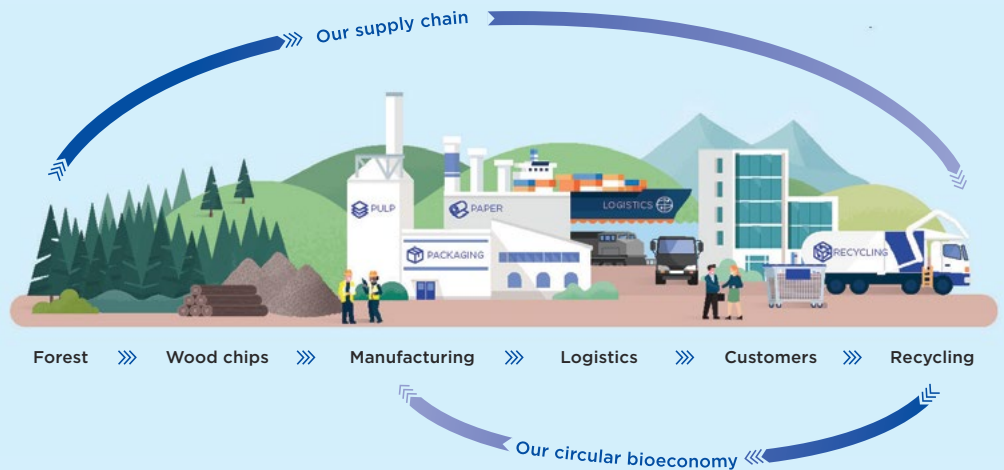 Our supply chain
PULP
PAPER
LOGISTICS
PACKAGING
RECYCLING
Forest
Wood chips
Manufacturing
Logistics
Customers
Recycling
Our circular bioeconomy